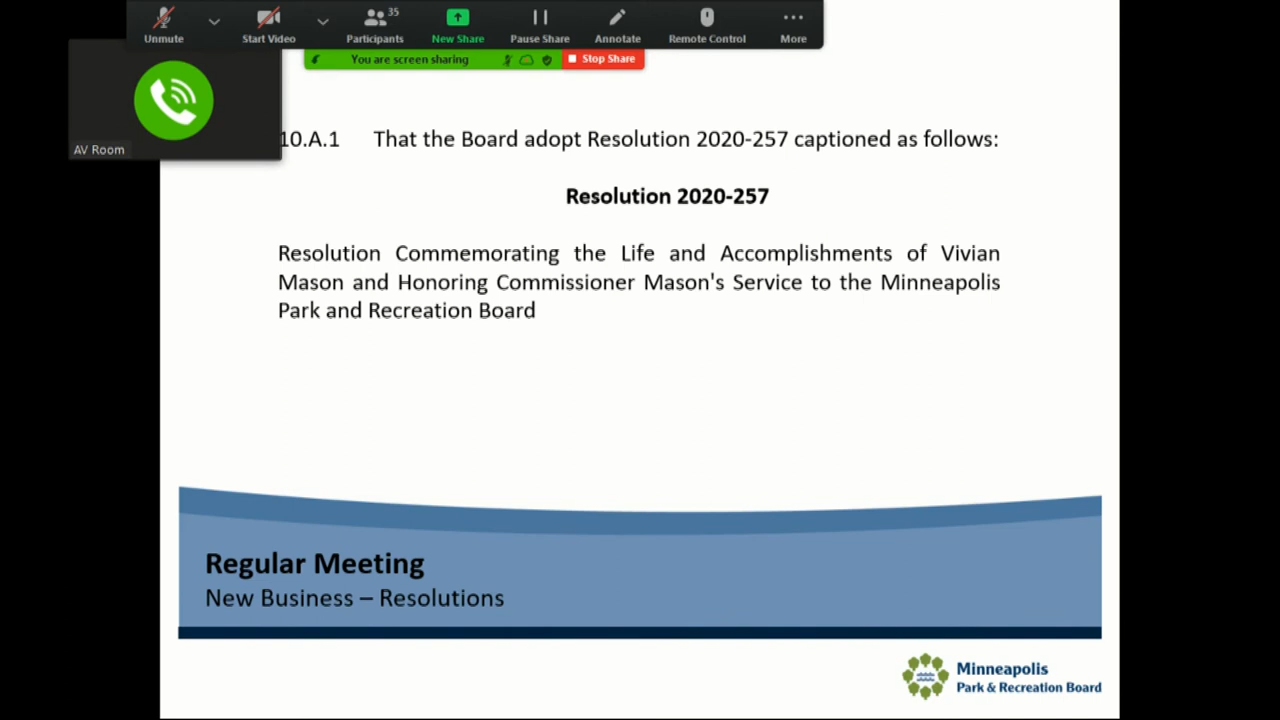 35
Unmute
Start Video
Participants
New Share
Pause Share
Annotate
Remote Control
More
You are screen sharing
Stop Share
AV Room
10.A.1 That the Board adopt Resolution 2020-257 captioned as follows:
Resolution 2020-257
Resolution Commemorating the Life and Accomplishments of Vivian
Mason and Honoring Commissioner Mason's Service to the Minneapolis
Park and Recreation Board
Regular Meeting
New Business – Resolutions
Minneapolis
Park & Recreation Board